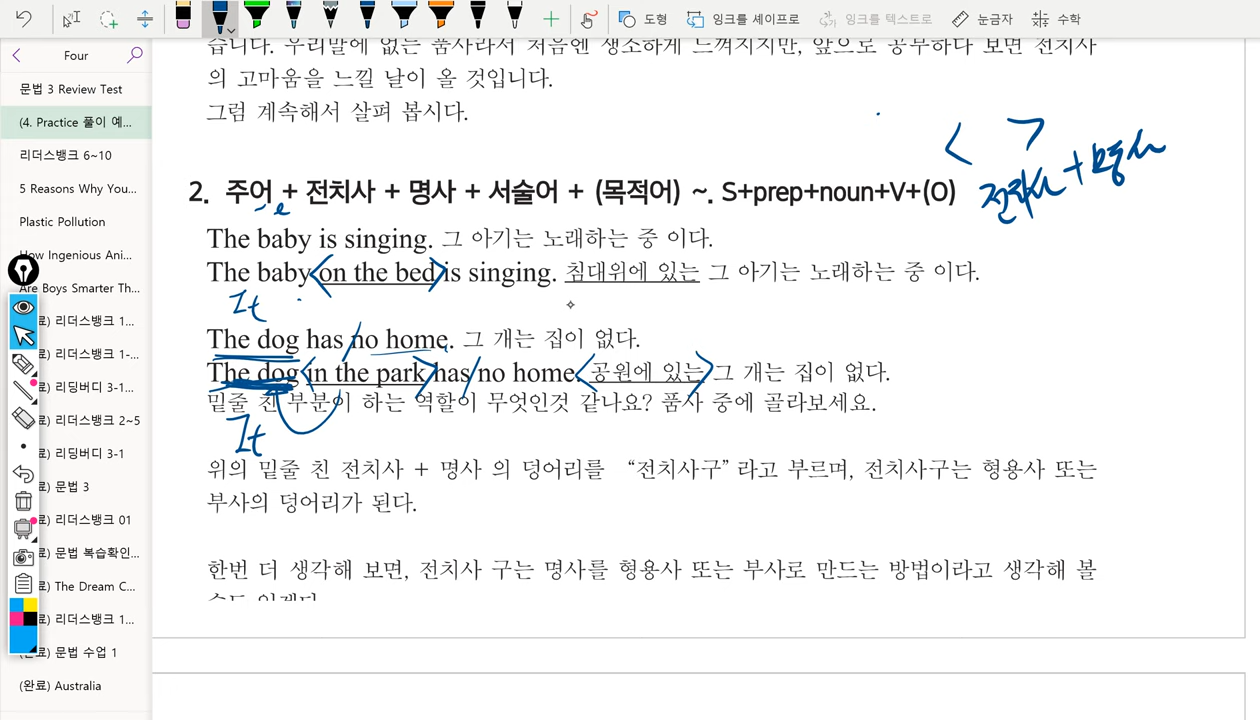 도형
잉크를 셰이프로
잉크를 텍스트로
눈금자
수학
Four
문법 3 Review Test
(4. Practice 풀이 예...
리더스뱅크 6~10
5 Reasons Why You...
Plastic Pollution
How Ingenious Ani...
Are Boys Smarter Th...
료) 리더스뱅크 1...
료) 리더스뱅크 1-...
료) 리딩버디 3-1...
료) 리더스뱅크 2~5
료) 리딩버디 3-1
료) 문법 3
료) 리더스뱅크 01
료) 문법 복습확인...
료) The Dream C...
료) 리더스뱅크 1...
(완료) 문법 수업 1
(완료) Australia
습니다. 우리말에 없는 품사라서 처음엔 생소하게 느껴지지만, 앞으로 공부하다 보면 전치사
의 고마움을 느낄 날이 올 것입니다.
그럼 계속해서 살펴 봅시다.
< >
전치사 + 명사
2. 주어 + 전치사 + 명사 + 서술어 + (목적어) ~. S+prep+noun+V+(O)
The baby is singing. 그 아기는 노래하는 중 이다.
The baby <on the bed> is singing. 침대위에 있는 그 아기는 노래하는 중 이다.
It
The dog has / no home. 그 개는 집이 없다.
The dog <in the park> has / no home. <공원에 있는> 그 개는 집이 없다.
밑줄 친 부분이 하는 역할이 무엇인것 같나요? 품사 중에 골라보세요.
It
위의 밑줄 친 전치사 + 명사 의 덩어리를 “전치사구”라고 부르며, 전치사구는 형용사 또는
부사의 덩어리가 된다.
한번 더 생각해 보면, 전치사 구는 명사를 형용사 또는 부사로 만드는 방법이라고 생각해 볼